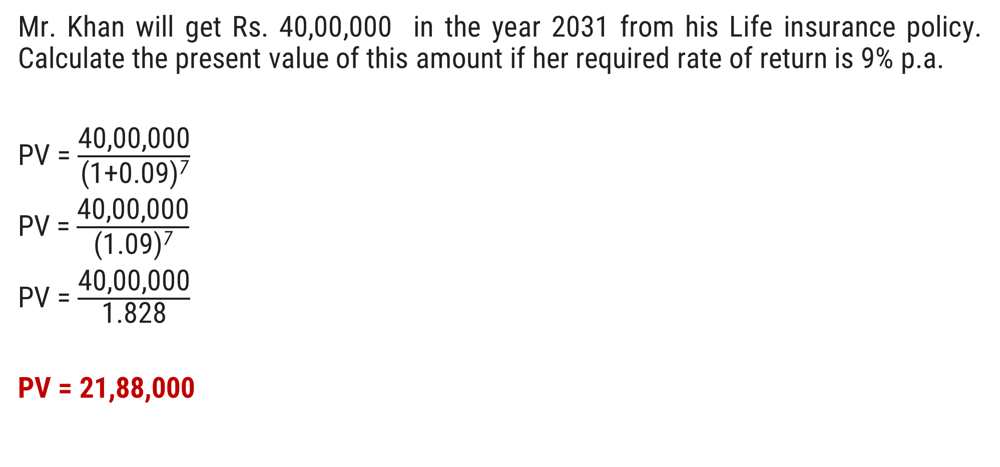 Mr. Khan will get Rs. 40,00,000 in the year 2031 from his Life insurance policy.
Calculate the present value of this amount if her required rate of return is 9% p.a.
PV = 40,00,000 / (1+0.09)⁷
PV = 40,00,000 / (1.09)⁷
PV = 40,00,000 / 1.828
PV = 21,88,000